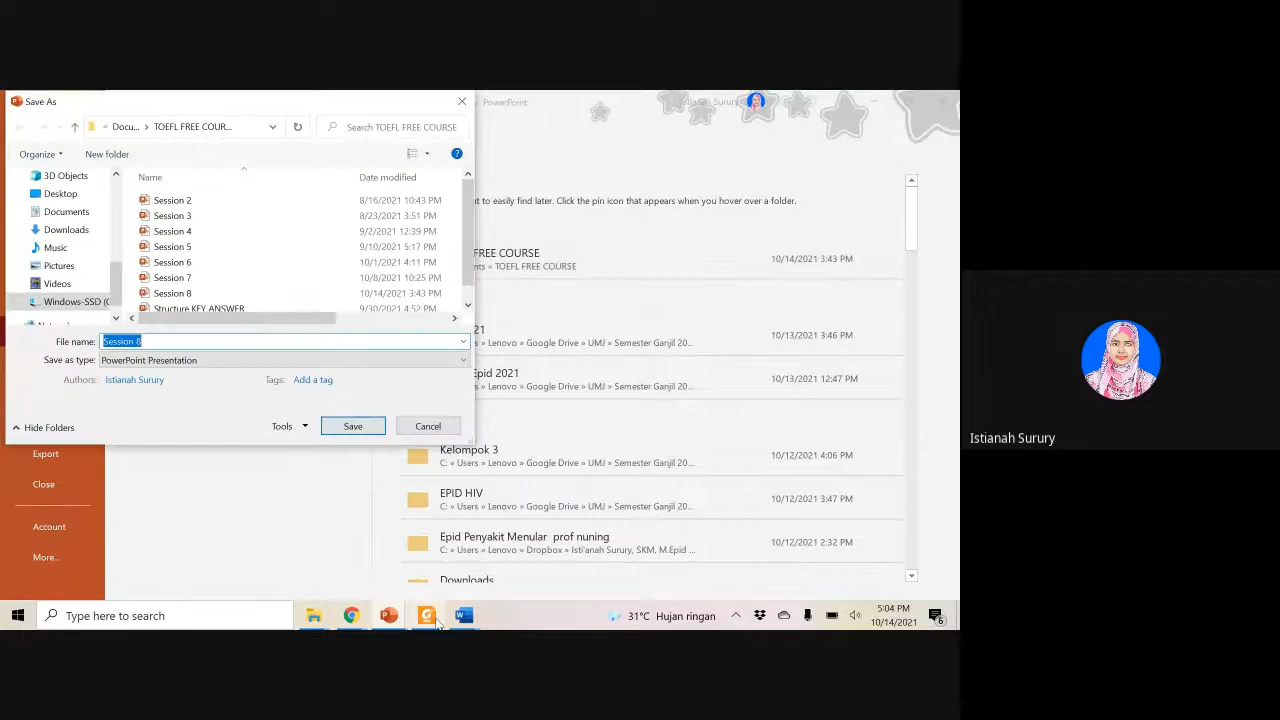 Save As
PowerPoint
Istianah Surury
« Docu... › TOEFL FREE COUR...
Search TOEFL FREE COURSE
Organize
New folder
3D Objects
Desktop
Documents
Downloads
Music
Pictures
Videos
Windows-SSD (C
Name
Date modified
Session 2 8/16/2021 10:43 PM
Session 3 8/23/2021 3:51 PM
Session 4 9/2/2021 12:39 PM
Session 5 9/10/2021 5:17 PM
Session 6 10/1/2021 4:11 PM
Session 7 10/8/2021 10:25 PM
Session 8 10/14/2021 3:43 PM
Structure KEY ANSWER 9/30/2021 4:52 PM
File name: Session 8
Save as type: PowerPoint Presentation
Authors: Istianah Surury
Tags: Add a tag
Hide Folders
Tools
Save
Cancel
Export
Close
Account
More...
t to easily find later. Click the pin icon that appears when you hover over a folder.
FREE COURSE
nts » TOEFL FREE COURSE
10/14/2021 3:43 PM
21
» Lenovo » Google Drive » UMJ » Semester Ganjil 20...
10/13/2021 3:46 PM
Epid 2021
» Lenovo » Google Drive » UMJ » Semester Ganjil 20...
10/13/2021 12:47 PM
Kelompok 3
C: » Users » Lenovo » Google Drive » UMJ » Semester Ganjil 20...
10/12/2021 4:06 PM
EPID HIV
C: » Users » Lenovo » Google Drive » UMJ » Semester Ganjil 20...
10/12/2021 3:47 PM
Epid Penyakit Menular prof nuning
C: » Users » Lenovo » Dropbox » Isti'anah Surury, SKM, M.Epid ...
10/12/2021 2:32 PM
Downloads
Istianah Surury
Type here to search
31°C Hujan ringan
5:04 PM
10/14/2021
6